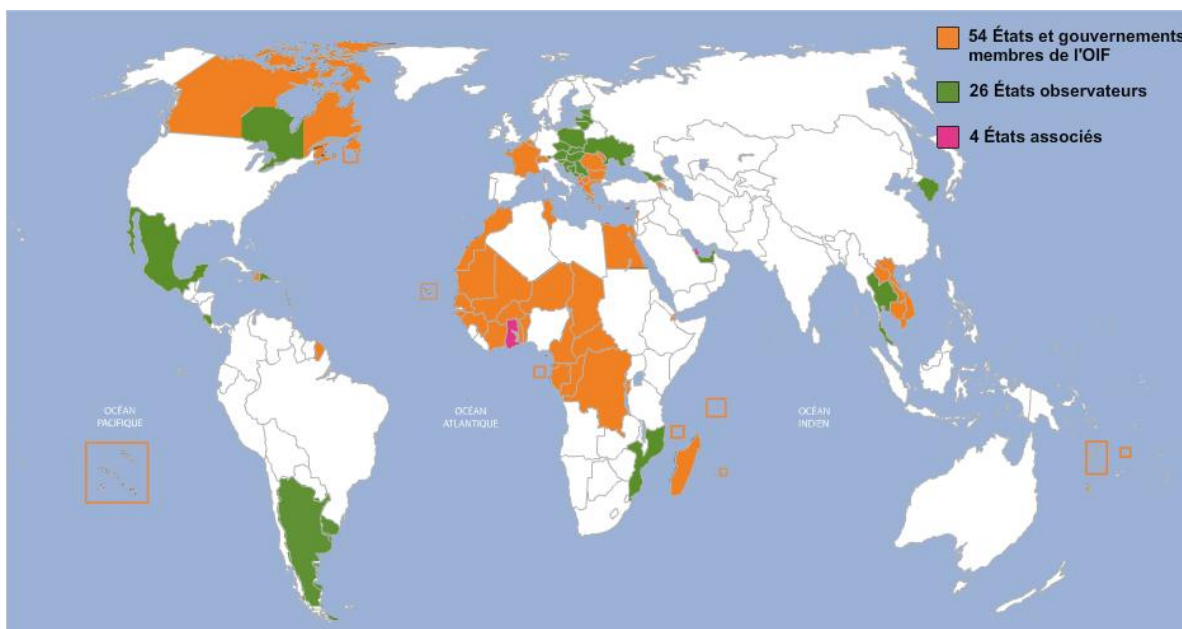 54 États et gouvernements
membres de l'OIF
26 États observateurs
4 États associés
OCÉAN
PACIFIQUE
OCÉAN
ATLANTIQUE
OCÉAN
INDIEN